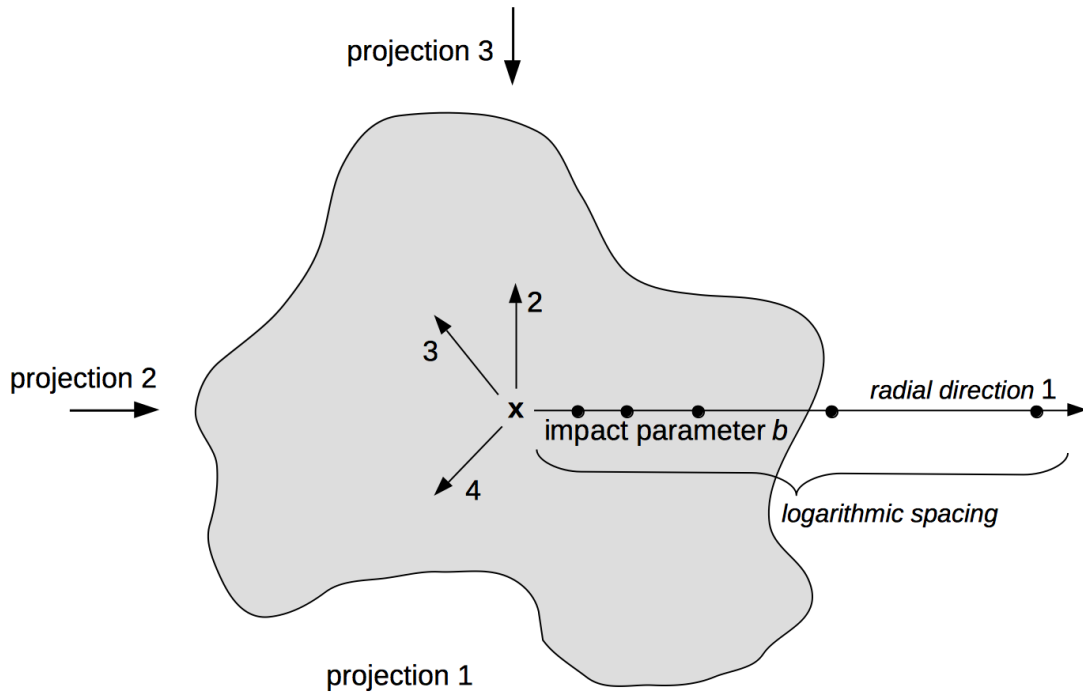 projection 3
2
3
projection 2
radial direction 1
x
impact parameter b
4
logarithmic spacing
projection 1